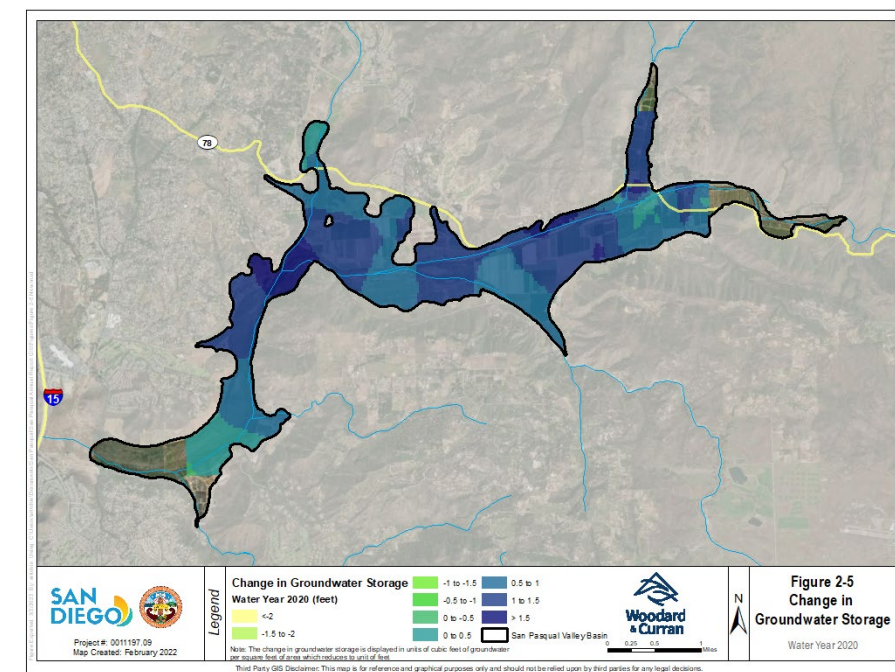 78
15
SAN
DIEGO
Project #: 0011197.09
Map Created: February 2022
Legend
Change in Groundwater Storage
Water Year 2020 (feet)
<-2
-1.5 to -2
-1 to -1.5
-0.5 to -1
0 to -0.5
0 to 0.5
0.5 to 1
1 to 1.5
> 1.5
San Pasqual Valley Basin
Note: The change in groundwater storage is displayed in units of cubic feet of groundwater
per square feet of area which reduces to unit of feet.
Woodard
& Curran
0 0.25 0.5 1
Miles
N
Figure 2-5
Change in
Groundwater Storage
Water Year 2020
Third Party GIS Disclaimer: This map is for reference and graphical purposes only and should not be relied upon by third parties for any legal decisions.